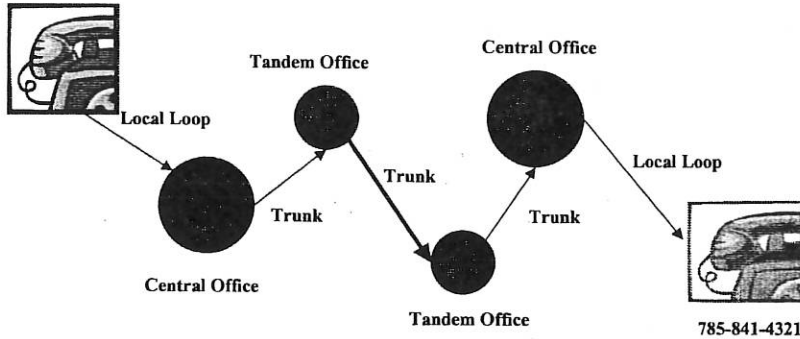 Local Loop
Central Office
Trunk
Tandem Office
Trunk
Tandem Office
Trunk
Central Office
Local Loop
785-841-4321